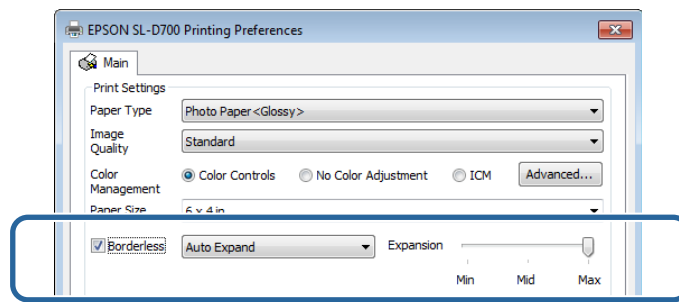 EPSON SL-D700 Printing Preferences
Main
Print Settings
Paper Type Photo Paper<Glossy>
Image Quality Standard
Color Management Color Controls No Color Adjustment ICM Advanced...
Paper Size 6 x 4 in
Borderless Auto Expand Expansion
Min Mid Max